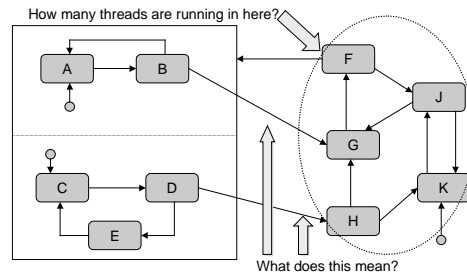 How many threads are running in here?
F
A
B
J
G
C
D
K
H
E
What does this mean?